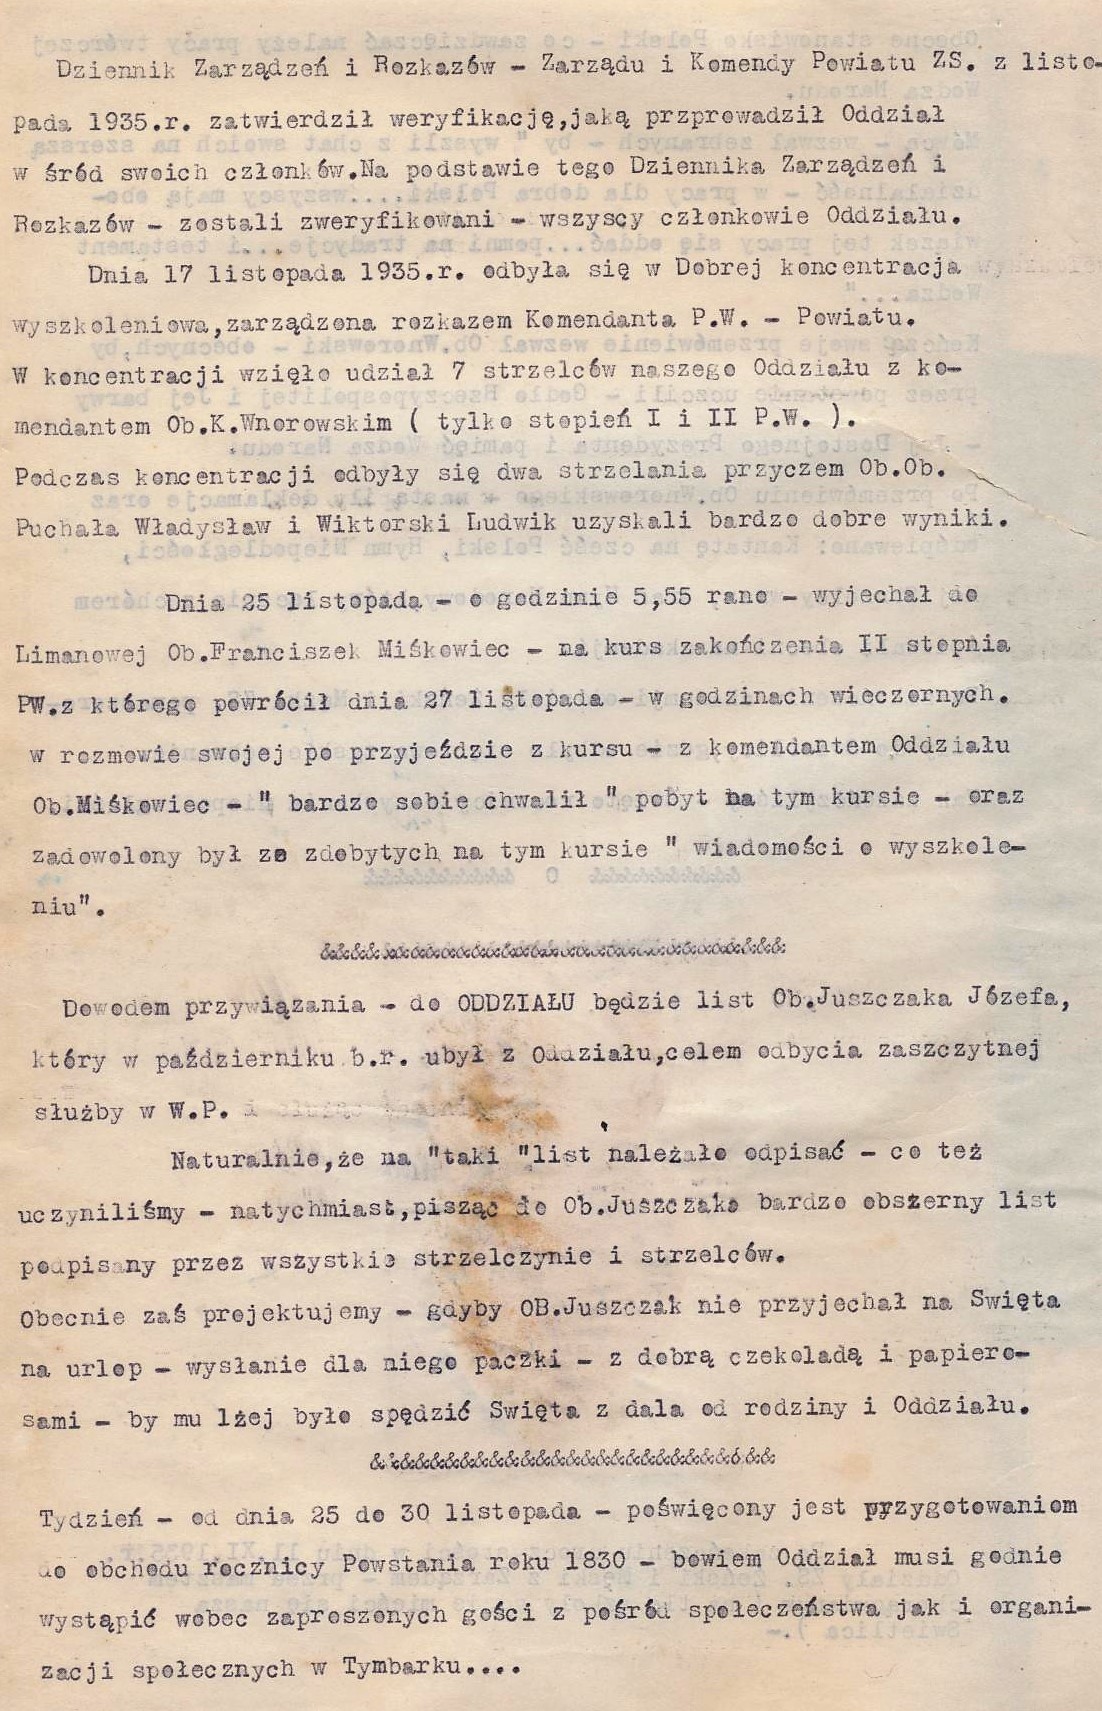 Dziennik Zarządzeń i Rozkazów - Zarządu i Komendy Powiatu ZS. z listo-
pada 1935.r. zatwierdził weryfikację,jaką przprowadził Oddział
w śród swoich członków.Na podstawie tego Dziennika Zarządzeń i
Rozkazów - zostali zweryfikowani - wszyscy członkowie Oddziału.
Dnia 17 listopada 1935.r. odbyła się w Dobrej koncentracja
wyszkoleniowa,zarządzona rozkazem Komendanta P.W. - Powiatu.
W koncentracji wzięło udział 7 strzelców naszego Oddziału z ko-
mendantem Ob.K.Wnorowskim ( tylko stopień I i II P.W. ).
Podczas koncentracji odbyły się dwa strzelania przyczem Ob.Ob.
Puchała Władysław i Wiktorski Ludwik uzyskali bardzo dobre wyniki.
Dnia 25 listopada - o godzinie 5,55 rano - wyjechał do
Limanowej Ob.Franciszek Miśkowiec - na kurs zakończenia II stopnia
PW.z którego powrócił dnia 27 listopada - w godzinach wieczornych.
w rozmowie swojej po przyjeździe z kursu - z komendantem Oddziału
Ob.Miśkowiec - " bardzo sobie chwalił " pobyt na tym kursie - oraz
zadowolony był ze zdobytych na tym kursie " wiadomości o wyszkole-
niu".
&&&&&&&&&&&&&&&&&&&&&&&&&&&&&&&
Dowodem przywiązania - do ODDZIAŁU będzie list Ob.Juszczaka Józefa,
który w październiku b.r. ubył z Oddziału,celem odbycia zaszczytnej
służby w W.P.
Naturalnie,że na "taki "list należało odpisać - co też
uczyniliśmy - natychmiast,pisząc do Ob.Juszczaka bardzo obszerny list
podpisany przez wszystkie strzelczynie i strzelców.
Obecnie zaś projektujemy - gdyby OB.Juszczak nie przyjechał na Swięta
na urlop - wysłanie dla niego paczki - z dobrą czekoladą i papiero-
sami - by mu lżej było spędzić Swięta z dala od rodziny i Oddziału.
&&&&&&&&&&&&&&&&&&&&&&&&&&&
Tydzień - od dnia 25 do 30 listopada - poświęcony jest przygotowaniom
do obchodu rocznicy Powstania roku 1830 - bowiem Oddział musi godnie
wystąpić wobec zaproszonych gości z pośród społeczeństwa jak i organi-
zacji społecznych w Tymbarku....